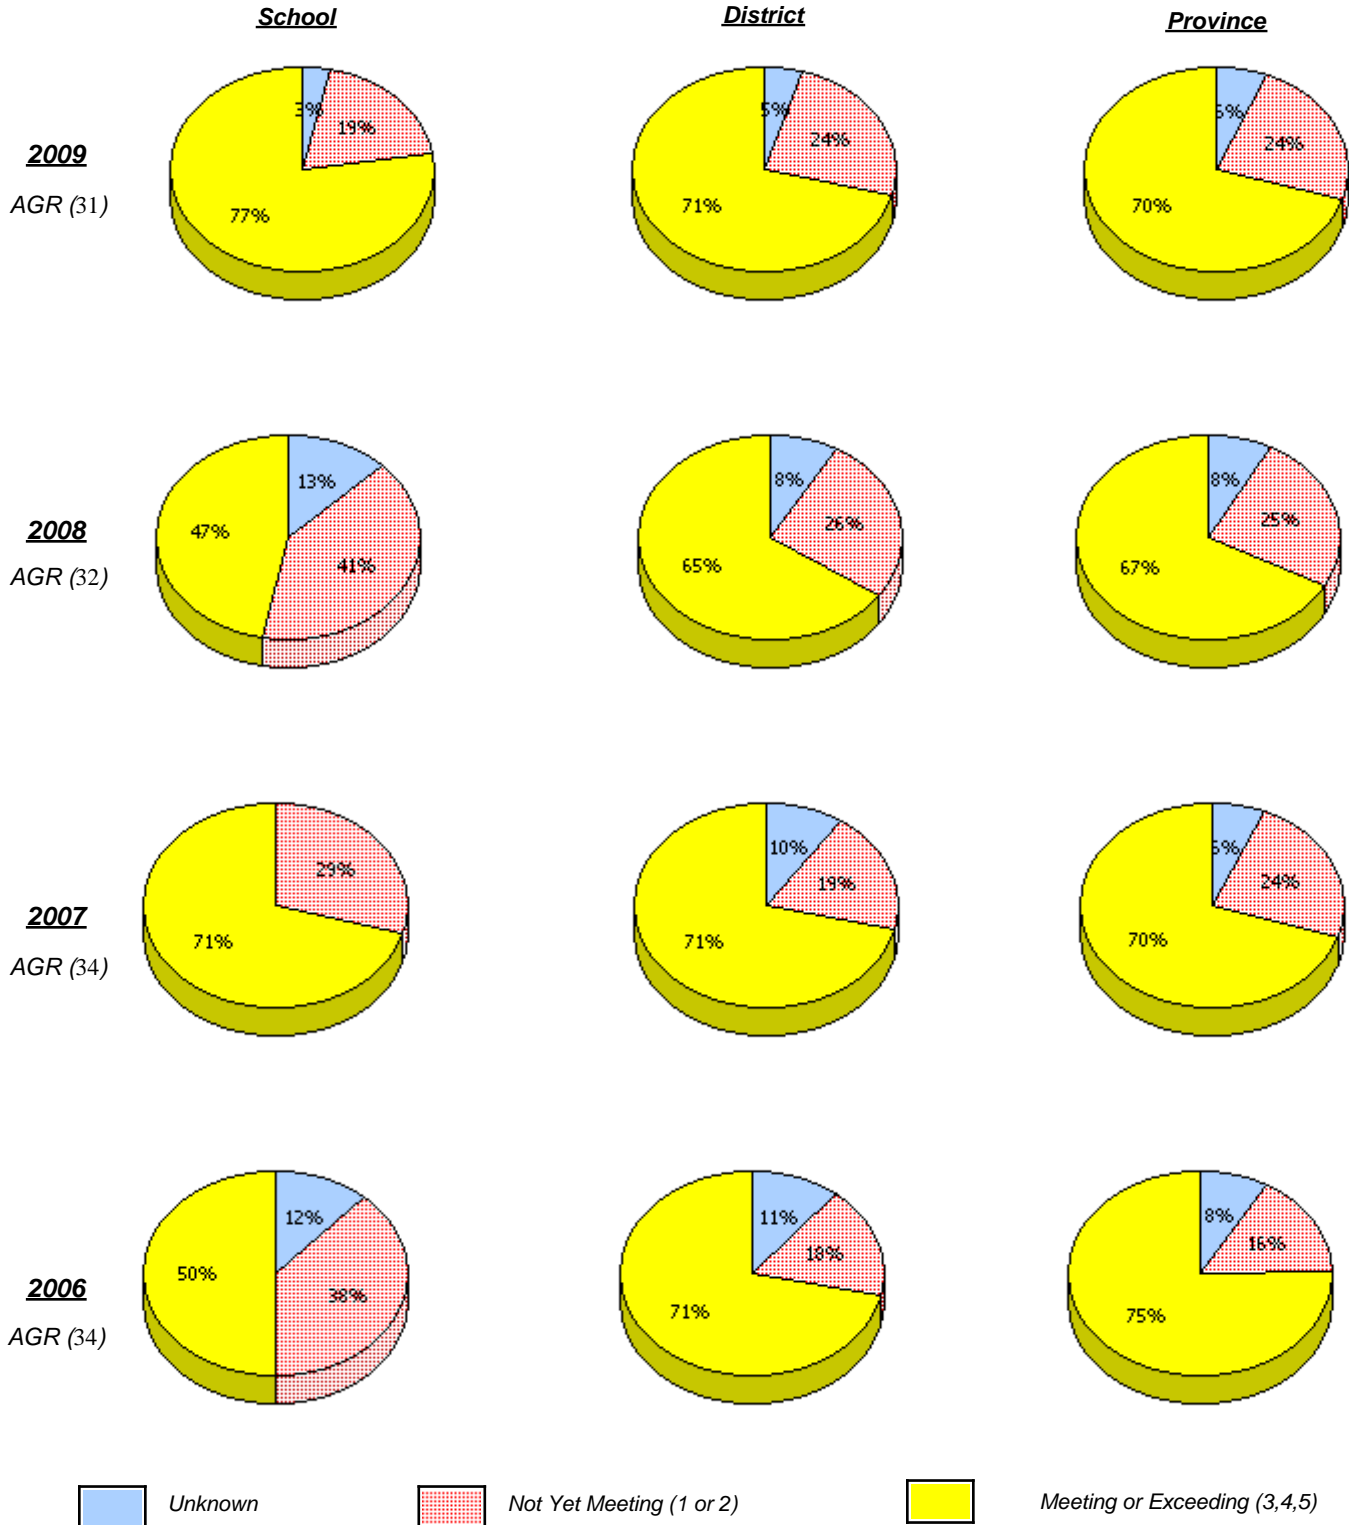 School District Province
2009
AGR (31)
3% 19% 77%
5% 24% 71%
24% 70%
2008
AGR (32)
13% 41% 47%
8% 26% 65%
8% 25% 67%
2007
AGR (34)
29% 71%
10% 19% 71%
24% 70%
2006
AGR (34)
12% 38% 50%
11% 18% 71%
8% 16% 75%
Unknown Not Yet Meeting (1 or 2) Meeting or Exceeding (3,4,5)